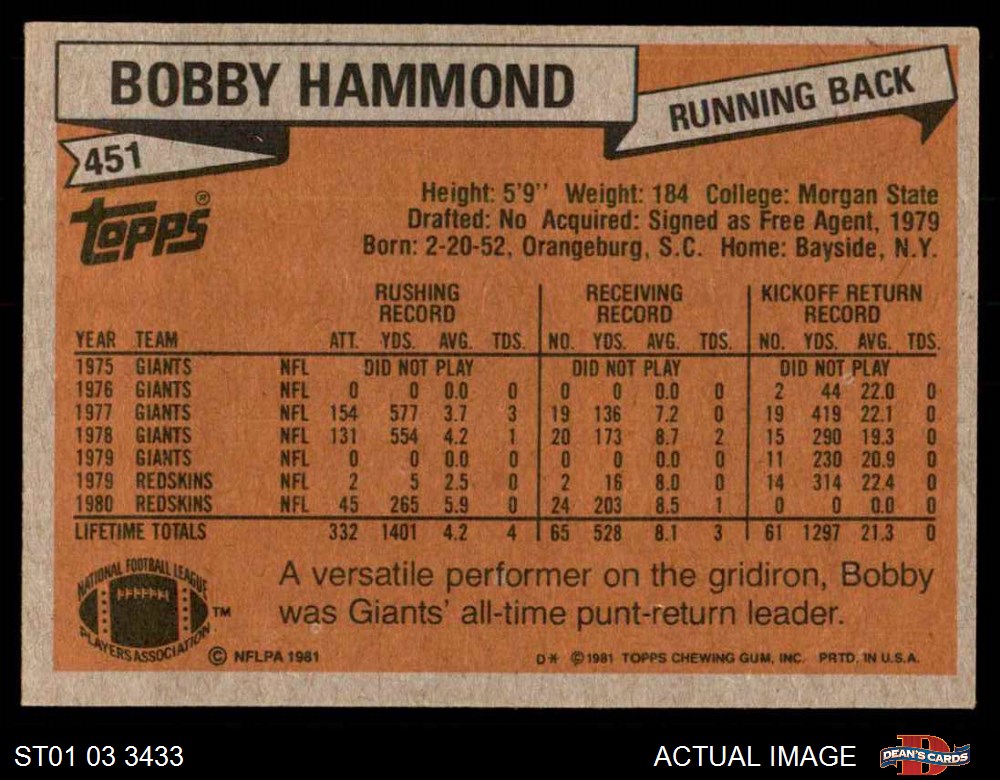 BOBBY HAMMOND
RUNNING BACK
451
TOPPS®
Height: 5'9'' Weight: 184 College: Morgan State
Drafted: No Acquired: Signed as Free Agent, 1979
Born: 2-20-52, Orangeburg, S.C. Home: Bayside, N.Y.
RUSHING RECORD RECEIVING RECORD KICKOFF RETURN RECORD
YEAR TEAM ATT. YDS. AVG. TDS. NO. YDS. AVG. TDS. NO. YDS. AVG. TDS.
1975 GIANTS NFL DID NOT PLAY DID NOT PLAY DID NOT PLAY
1976 GIANTS NFL 0 0 0.0 0 0 0 0.0 0 2 44 22.0 0
1977 GIANTS NFL 154 577 3.7 3 19 136 7.2 0 19 419 22.1 0
1978 GIANTS NFL 131 554 4.2 1 20 173 8.7 2 15 290 19.3 0
1979 GIANTS NFL 0 0 0.0 0 0 0 0.0 0 11 230 20.9 0
1979 REDSKINS NFL 2 5 2.5 0 2 16 8.0 0 14 314 22.4 0
1980 REDSKINS NFL 45 265 5.9 0 24 203 8.5 1 0 0 0.0 0
LIFETIME TOTALS 332 1401 4.2 4 65 528 8.1 3 61 1297 21.3 0
A versatile performer on the gridiron, Bobby
was Giants' all-time punt-return leader.
NATIONAL FOOTBALL LEAGUE
PLAYERS ASSOCIATION
TM
© NFLPA 1981
D* © 1981 TOPPS CHEWING GUM, INC. PRTD. IN U.S.A.
ST01 03 3433
ACTUAL IMAGE
D
DEAN'S CARDS